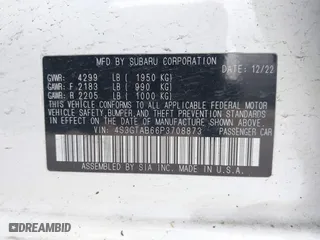 MFD. BY SUBARU CORPORATION
DATE: 12/22
GVWR: 4299 LB ( 1950 KG)
GAWR: F.2183 LB ( 990 KG)
GAWR: R.2205 LB ( 1000 KG)
THIS VEHICLE CONFORMS TO ALL APPLICABLE FEDERAL MOTOR
VEHICLE SAFETY, BUMPER, AND THEFT PREVENTION STANDARDS
IN EFFECT ON THE DATE OF MANUFACTURE SHOWN ABOVE.
VIN: 4S3GTAB66P3708873 PASSENGER CAR
ASSEMBLED BY SIA INC. MADE IN U.S.A.
AUTO.AUCTION